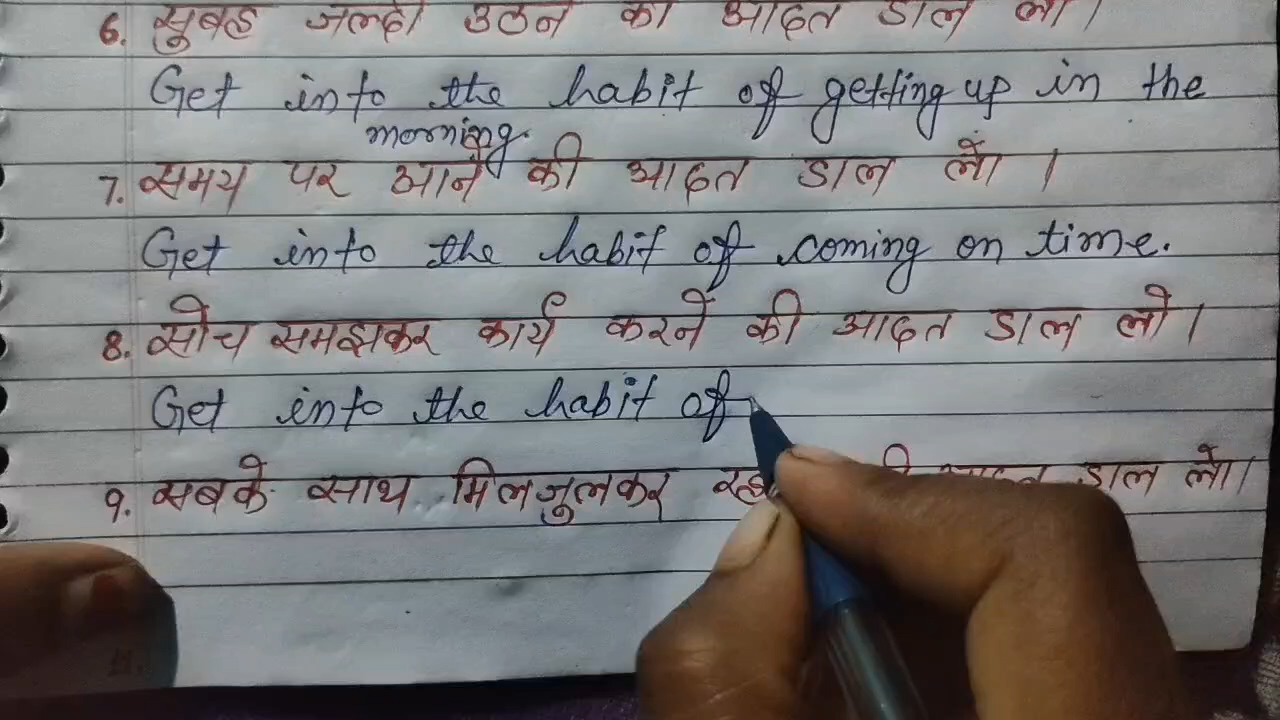 6. सुबह जल्दी उठने की आदत डाल लो।
Get into the habit of getting up in the
morning.
7. समय पर आने की आदत डाल लो।
Get into the habit of coming on time.
8. सोच समझकर कार्य करने की आदत डाल लो।
Get into the habit of
9. सबके साथ मिलजुलकर डाल लो।